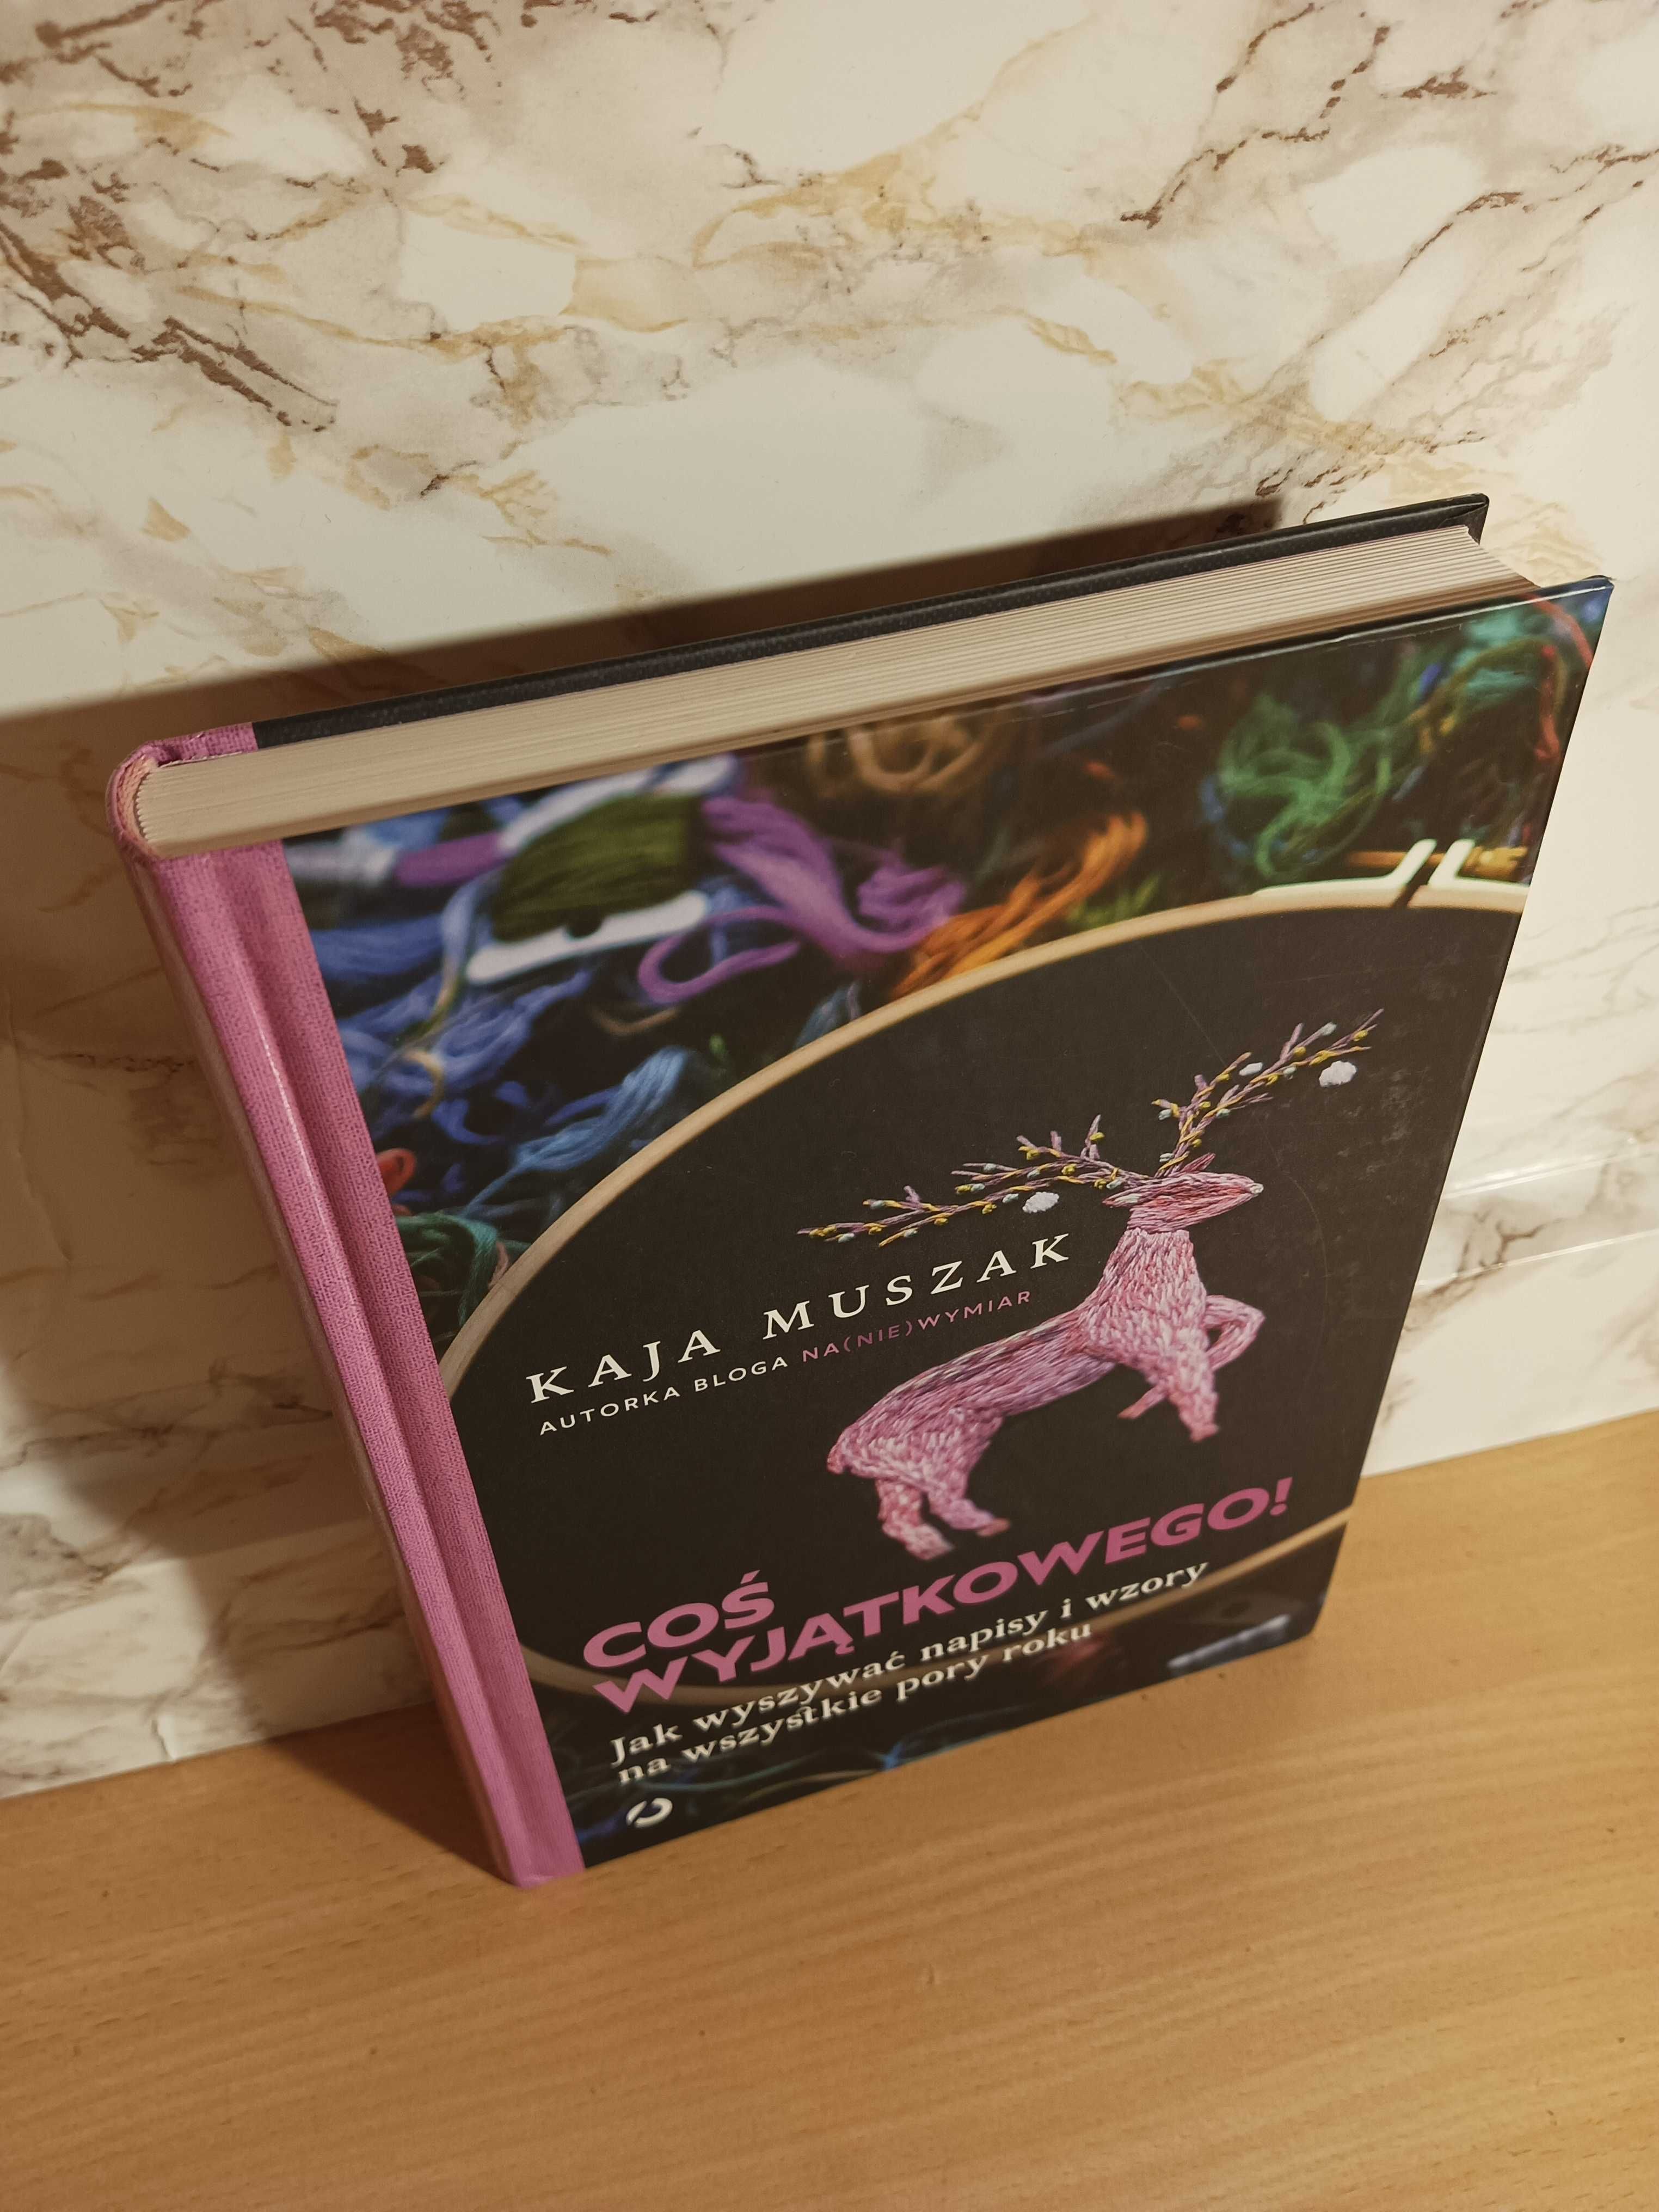 KAJA MUSZAK
AUTORKA BLOGA NA(NIE)WYMIAR
COŚ
WYJĄTKOWEGO!
Jak wyszywać napisy i wzory
na wszystkie pory roku